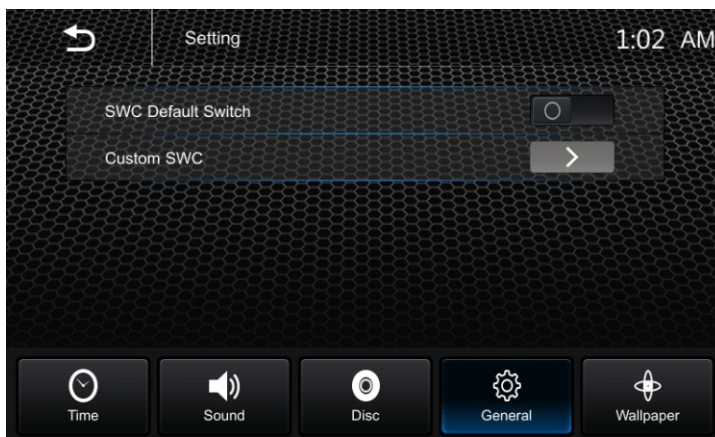 Setting
1:02 AM
SWC Default Switch
Custom SWC
Time
Sound
Disc
General
Wallpaper